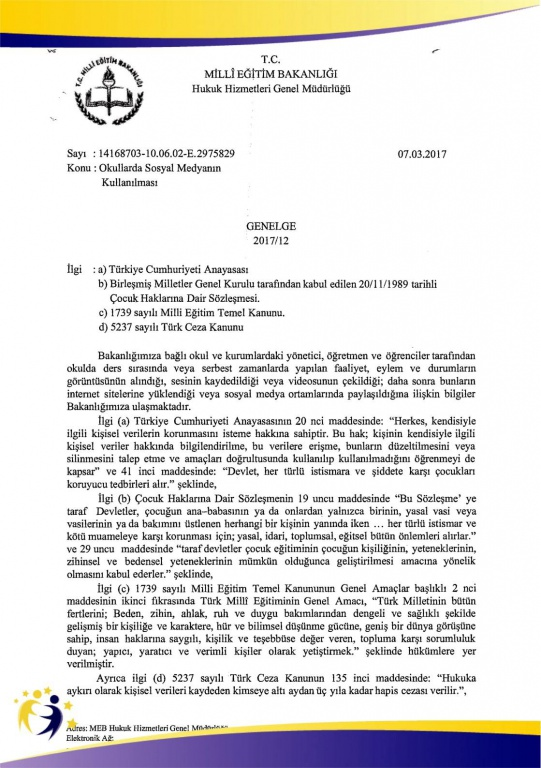 T.C. MİLLÎ EĞİTİM BAKANLIĞI
T.C.
MİLLÎ EĞİTİM BAKANLIĞI
Hukuk Hizmetleri Genel Müdürlüğü
Sayı : 14168703-10.06.02-E.2975829 07.03.2017
Konu : Okullarda Sosyal Medyanın
Kullanılması
GENELGE
2017/12
İlgi : a) Türkiye Cumhuriyeti Anayasası
b) Birleşmiş Milletler Genel Kurulu tarafından kabul edilen 20/11/1989 tarihli
Çocuk Haklarına Dair Sözleşmesi.
c) 1739 sayılı Milli Eğitim Temel Kanunu.
d) 5237 sayılı Türk Ceza Kanunu
Bakanlığımıza bağlı okul ve kurumlardaki yönetici, öğretmen ve öğrenciler tarafından
okulda ders sırasında veya serbest zamanlarda yapılan faaliyet, eylem ve durumların
görüntüsünün alındığı, sesinin kaydedildiği veya videosunun çekildiği; daha sonra bunların
internet sitelerine yüklendiği veya sosyal medya ortamlarında paylaşıldığına ilişkin bilgiler
Bakanlığımıza ulaşmaktadır.
İlgi (a) Türkiye Cumhuriyeti Anayasasının 20 nci maddesinde: “Herkes, kendisiyle
ilgili kişisel verilerin korunmasını isteme hakkına sahiptir. Bu hak; kişinin kendisiyle ilgili
kişisel veriler hakkında bilgilendirilme, bu verilere erişme, bunların düzeltilmesini veya
silinmesini talep etme ve amaçları doğrultusunda kullanılıp kullanılmadığını öğrenmeyi de
kapsar” ve 41 inci maddesinde: “Devlet, her türlü istismara ve şiddete karşı çocukları
koruyucu tedbirleri alır.” şeklinde,
İlgi (b) Çocuk Haklarına Dair Sözleşmenin 19 uncu maddesinde “Bu Sözleşme’ ye
taraf Devletler, çocuğun ana–babasının ya da onlardan yalnızca birinin, yasal vasi veya
vasilerinin ya da bakımını üstlenen herhangi bir kişinin yanında iken … her türlü istismar ve
kötü muameleye karşı korunması için; yasal, idari, toplumsal, eğitsel bütün önlemleri alırlar.”
ve 29 uncu maddesinde “taraf devletler çocuk eğitiminin çocuğun kişiliğinin, yeteneklerinin,
zihinsel ve bedensel yeteneklerinin mümkün olduğunca geliştirilmesi amacına yönelik
olmasını kabul ederler.” şeklinde,
İlgi (c) 1739 sayılı Milli Eğitim Temel Kanununun Genel Amaçlar başlıklı 2 nci
maddesinin ikinci fıkrasında Türk Millî Eğitiminin Genel Amacı, “Türk Milletinin bütün
fertlerini; Beden, zihin, ahlak, ruh ve duygu bakımlarından dengeli ve sağlıklı şekilde
gelişmiş bir kişiliğe ve karaktere, hür ve bilimsel düşünme gücüne, geniş bir dünya görüşüne
sahip, insan haklarına saygılı, kişilik ve teşebbüse değer veren, topluma karşı sorumluluk
duyan; yapıcı, yaratıcı ve verimli kişiler olarak yetiştirmek.” şeklinde hükümlere yer
verilmiştir.
Ayrıca ilgi (d) 5237 sayılı Türk Ceza Kanunun 135 inci maddesinde: “Hukuka
aykırı olarak kişisel verileri kaydeden kimseye altı aydan üç yıla kadar hapis cezası verilir.”,
Adres: MEB Hukuk Hizmetleri Genel
Elektronik Ağ: